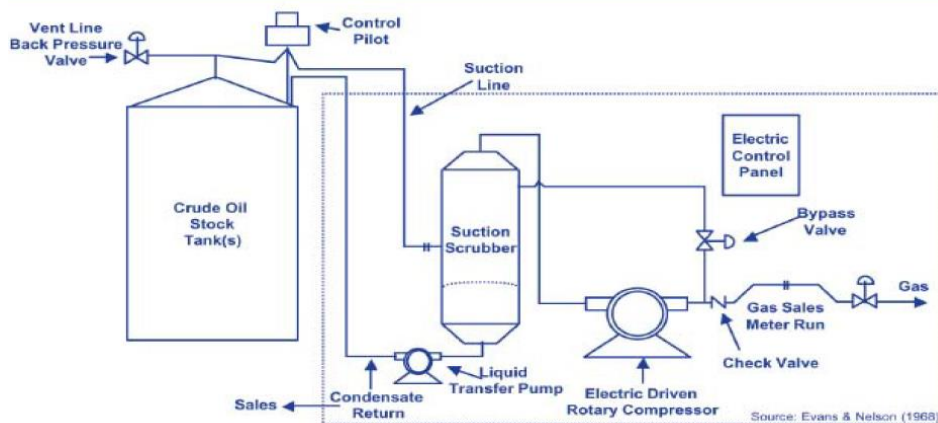 Vent Line
Back Pressure
Valve
Control
Pilot
Suction
Line
Electric
Control
Panel
Crude Oil
Stock
Tank(s)
Suction
Scrubber
Bypass
Valve
Gas
Gas Sales
Meter Run
Check Valve
Liquid
Transfer Pump
Electric Driven
Rotary Compressor
Condensate
Return
Sales
Source: Evans & Nelson (1968)